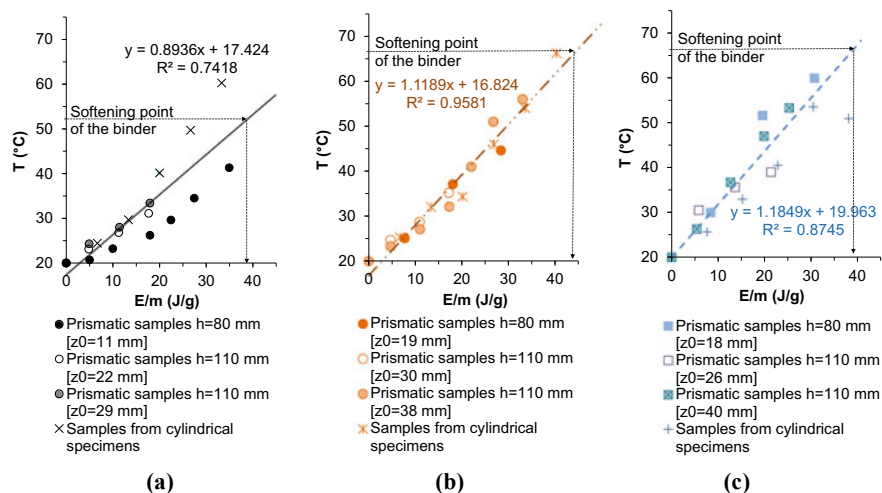 70
60
50
40
30
20
T (°C)
y = 0.8936x + 17.424
R² = 0.7418
Softening point
of the binder
0 10 20 30 40
E/m (J/g)
Prismatic samples h=80 mm
[z0=11 mm]
Prismatic samples h=110 mm
[z0=22 mm]
Prismatic samples h=110 mm
[z0=29 mm]
Samples from cylindrical
specimens
(a)
70
60
50
40
30
20
T (°C)
Softening point
of the binder
y = 1.1189x + 16.824
R² = 0.9581
0 10 20 30 40
E/m (J/g)
Prismatic samples h=80 mm
[z0=19 mm]
Prismatic samples h=110 mm
[z0=30 mm]
Prismatic samples h=110 mm
[z0=38 mm]
Samples from cylindrical
specimens
(b)
70
60
50
40
30
20
T (°C)
Softening point
of the binder
y = 1.1849x + 19.963
R² = 0.8745
0 10 20 30 40
E/m (J/g)
Prismatic samples h=80 mm
[z0=18 mm]
Prismatic samples h=110 mm
[z0=26 mm]
Prismatic samples h=110 mm
[z0=40 mm]
Samples from cylindrical
specimens
(c)